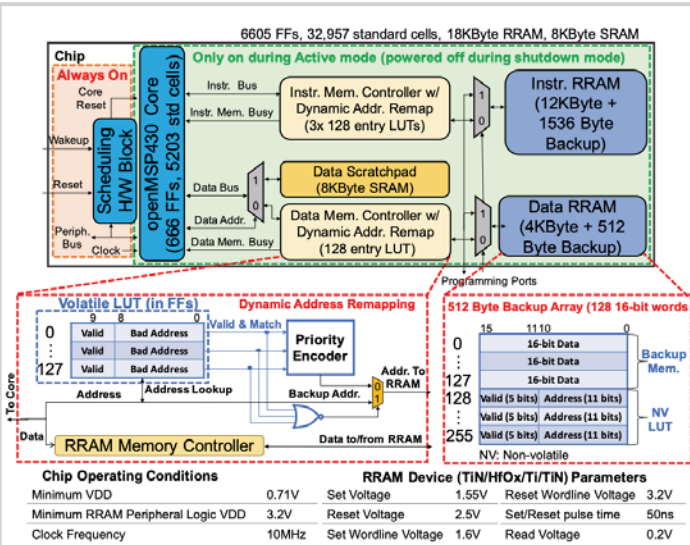 6605 FFs, 32,957 standard cells, 18KByte RRAM, 8KByte SRAM
Chip
Only on during Active mode (powered off during shutdown mode)
Always On
Core
Reset
Wakeup
Reset
Periph.
Bus
Clock
Scheduling
H/W Block
openMSP430 Core
(666 FFs, 5203 std cells)
Instr. Bus
Instr. Mem. Busy
Data Bus
Data Addr.
Data Mem. Busy
Instr. Mem. Controller w/
Dynamic Addr. Remap
(3x 128 entry LUTs)
Data Scratchpad
(8KByte SRAM)
Data Mem. Controller w/
Dynamic Addr. Remap
(128 entry LUT)
1
0
1
0
1
0
Instr. RRAM
(12KByte +
1536 Byte
Backup)
Data RRAM
(4KByte + 512
Byte Backup)
Programming Ports
Volatile LUT (in FFs)
Dynamic Address Remapping
9 8 0
0
⋮
127
Valid Bad Address
Valid Bad Address
Valid Bad Address
Valid & Match
Priority
Encoder
Address Lookup
Address
Backup Addr.
0
1
Addr. To
RRAM
To Core
Data
RRAM Memory Controller
Data to/from RRAM
512 Byte Backup Array (128 16-bit words
15 1110 0
0
⋮
127
128
⋮
255
16-bit Data
16-bit Data
16-bit Data
Valid (5 bits) Address (11 bits)
Valid (5 bits) Address (11 bits)
Valid (5 bits) Address (11 bits)
Backup
Mem.
NV
LUT
NV: Non-volatile
Chip Operating Conditions
Minimum VDD 0.71V
Minimum RRAM Peripheral Logic VDD 3.2V
Clock Frequency 10MHz
RRAM Device (TiN/HfOx/Ti/TiN) Parameters
Set Voltage 1.55V Reset Wordline Voltage 3.2V
Reset Voltage 2.5V Set/Reset pulse time 50ns
Set Wordline Voltage 1.6V Read Voltage 0.2V